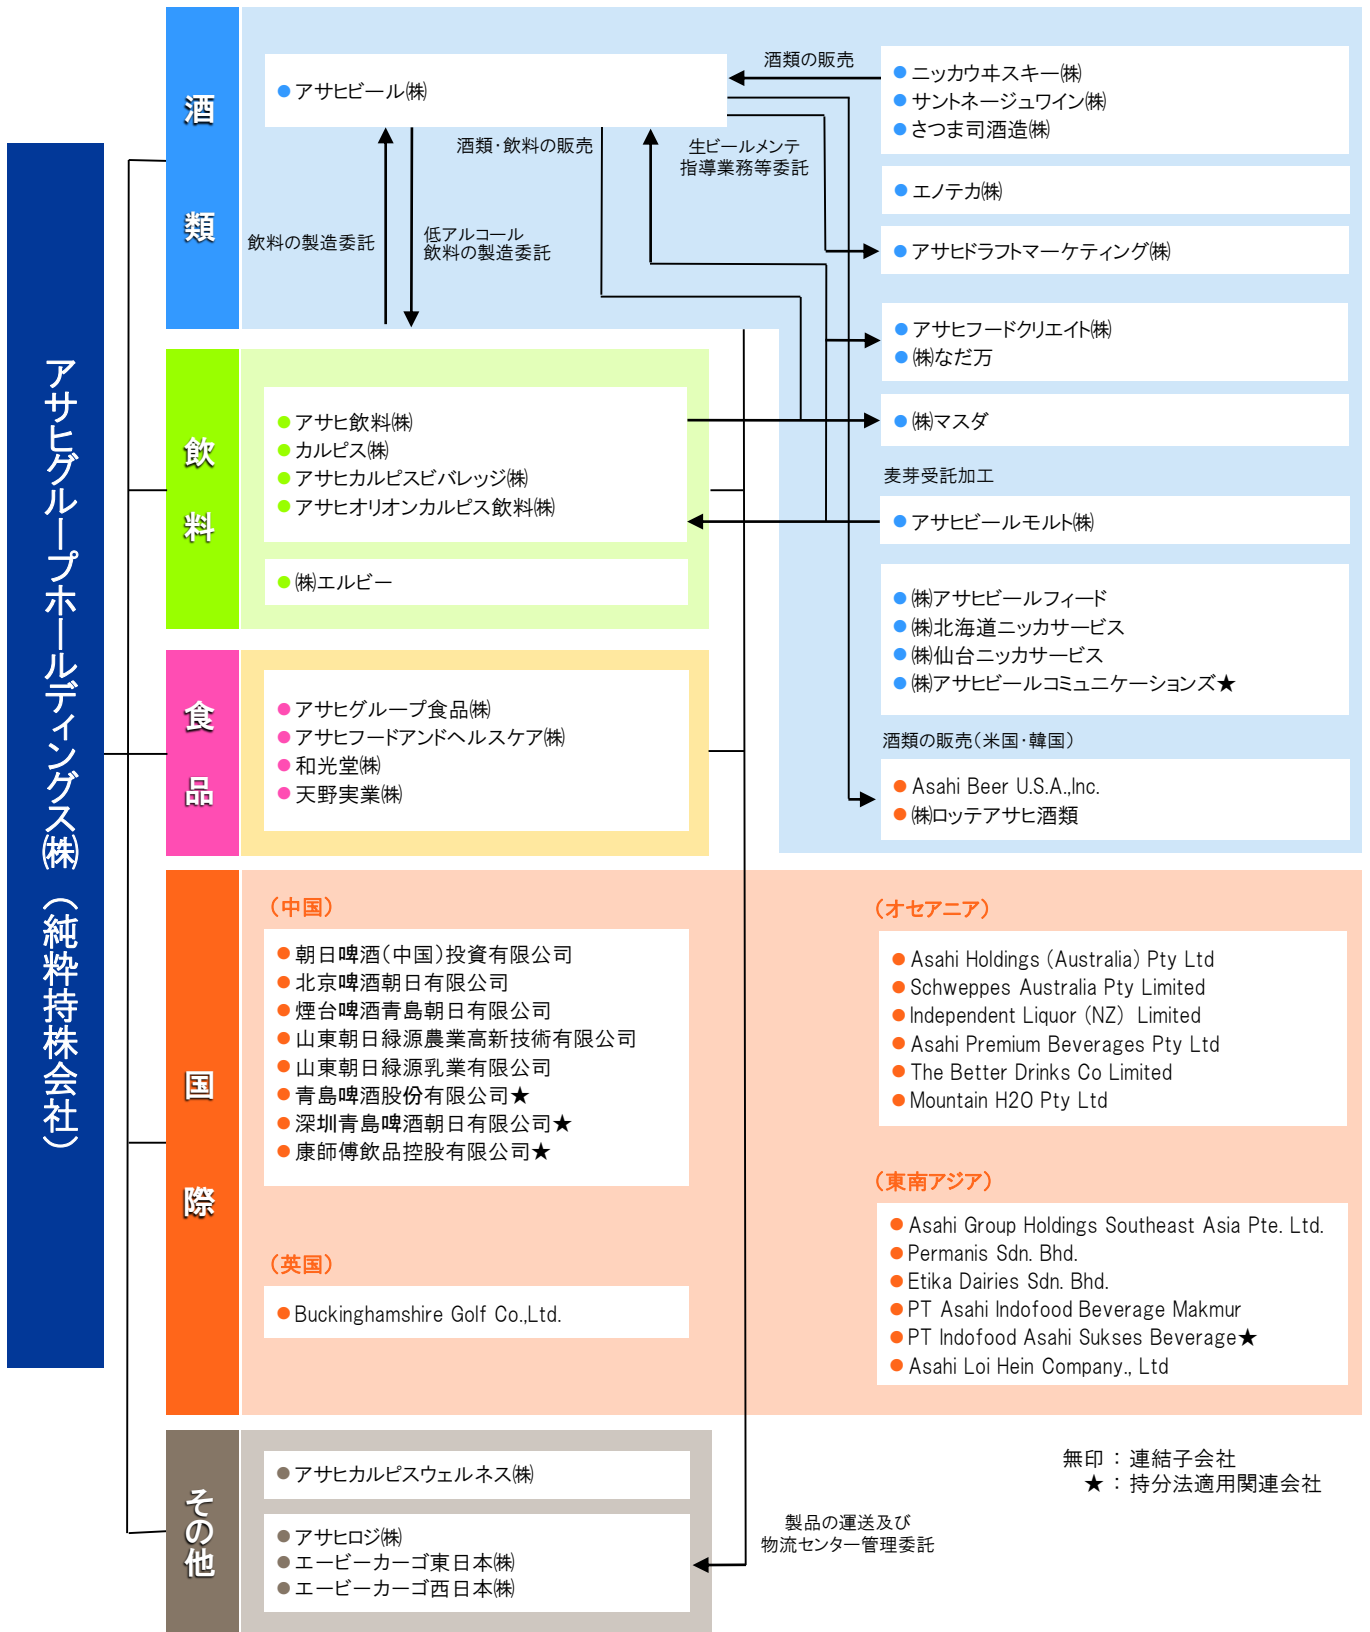 アサヒグループホールディングス㈱（純粋持株会社）
酒類
アサヒビール㈱
酒類の販売
ニッカウヰスキー㈱
サントネージュワイン㈱
さつま司酒造㈱
酒類・飲料の販売
生ビールメンテ
指導業務等委託
エノテカ㈱
飲料の製造委託
低アルコール
飲料の製造委託
アサヒドラフトマーケティング㈱
アサヒフードクリエイト㈱
㈱なだ万
㈱マスダ
麦芽受託加工
アサヒビールモルト㈱
㈱アサヒビールフィード
㈱北海道ニッカサービス
㈱仙台ニッカサービス
㈱アサヒビールコミュニケーションズ★
酒類の販売（米国・韓国）
Asahi Beer U.S.A.,Inc.
㈱ロッテアサヒ酒類
飲料
アサヒ飲料㈱
カルピス㈱
アサヒカルピスビバレッジ㈱
アサヒオリオンカルピス飲料㈱
㈱エルビー
食品
アサヒグループ食品㈱
アサヒフードアンドヘルスケア㈱
和光堂㈱
天野実業㈱
国際
（中国）
朝日啤酒（中国）投資有限公司
北京啤酒朝日有限公司
煙台啤酒青島朝日有限公司
山東朝日緑源農業高新技術有限公司
山東朝日緑源乳業有限公司
青島啤酒股份有限公司★
深圳青島啤酒朝日有限公司★
康師傅飲品控股有限公司★
（英国）
Buckinghamshire Golf Co.,Ltd.
（オセアニア）
Asahi Holdings (Australia) Pty Ltd
Schweppes Australia Pty Limited
Independent Liquor (NZ) Limited
Asahi Premium Beverages Pty Ltd
The Better Drinks Co Limited
Mountain H2O Pty Ltd
（東南アジア）
Asahi Group Holdings Southeast Asia Pte. Ltd.
Permanis Sdn. Bhd.
Etika Dairies Sdn. Bhd.
PT Asahi Indofood Beverage Makmur
PT Indofood Asahi Sukses Beverage★
Asahi Loi Hein Company., Ltd
その他
アサヒカルピスウェルネス㈱
アサヒロジ㈱
エービーカーゴ東日本㈱
エービーカーゴ西日本㈱
製品の運送及び
物流センター管理委託
無印 ： 連結子会社
★ ： 持分法適用関連会社